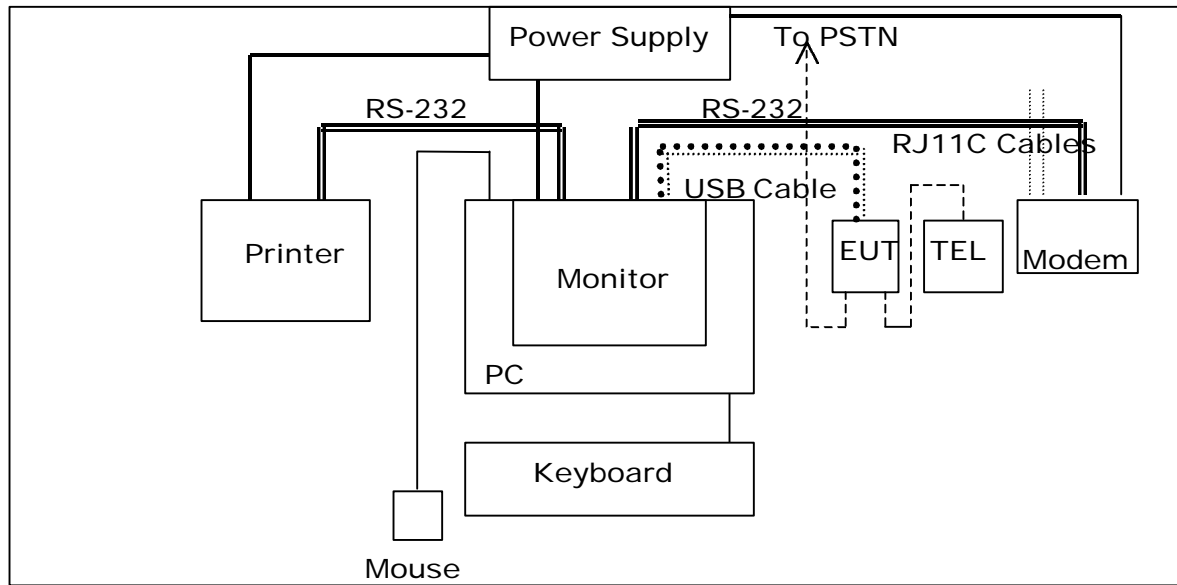 Power Supply
To PSTN
RS-232
RS-232
RJ11C Cables
USB Cable
Printer
Monitor
EUT
TEL
Modem
PC
Keyboard
Mouse